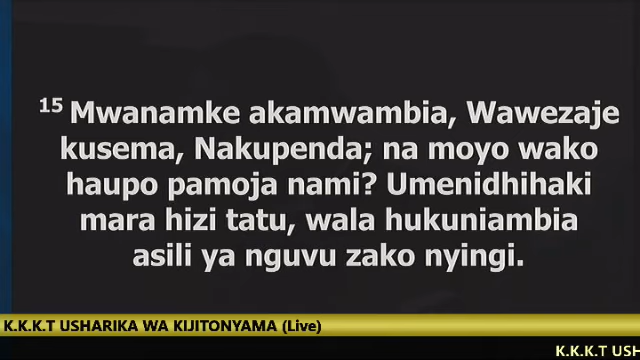 15 Mwanamke akamwambia, Wawezaje
kusema, Nakupenda; na moyo wako
haupo pamoja nami? Umenidhihaki
mara hizi tatu, wala hukuniambia
asili ya nguvu zako nyingi.
K.K.K.T USHARIKA WA KIJITONYAMA (Live)
K.K.K.T USH